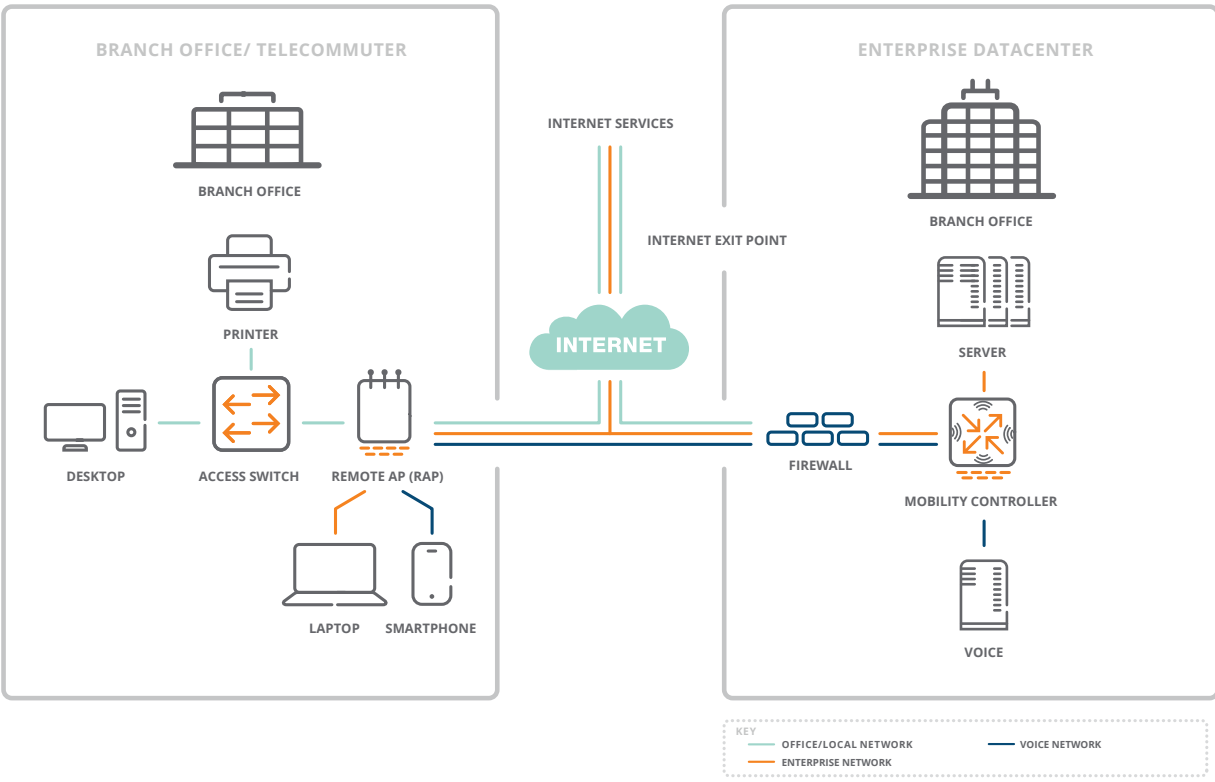 BRANCH OFFICE/ TELECOMMUTER
BRANCH OFFICE
PRINTER
DESKTOP
ACCESS SWITCH
REMOTE AP (RAP)
LAPTOP
SMARTPHONE
INTERNET SERVICES
INTERNET EXIT POINT
INTERNET
ENTERPRISE DATACENTER
BRANCH OFFICE
SERVER
FIREWALL
MOBILITY CONTROLLER
VOICE
KEY
OFFICE/LOCAL NETWORK
VOICE NETWORK
ENTERPRISE NETWORK